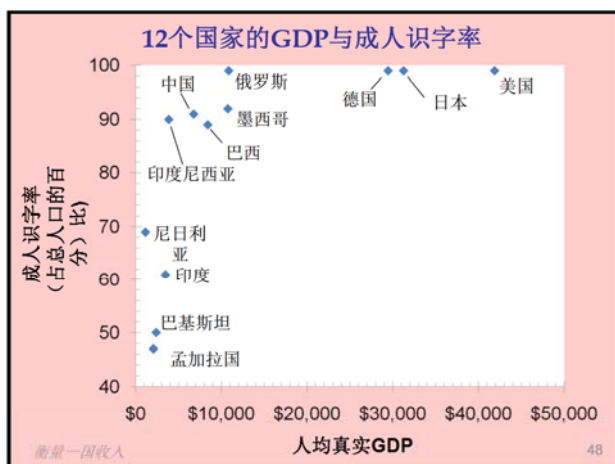 12个国家的GDP与成人识字率
100
90
80
70
60
50
40
成人识字率
（占总人口的百
分）比)
中国
俄罗斯
德国
日本
美国
墨西哥
巴西
印度尼西亚
尼日利
亚
印度
巴基斯坦
孟加拉国
$0
$10,000
$20,000
$30,000
$40,000
$50,000
人均真实GDP
衡量一国收入
48